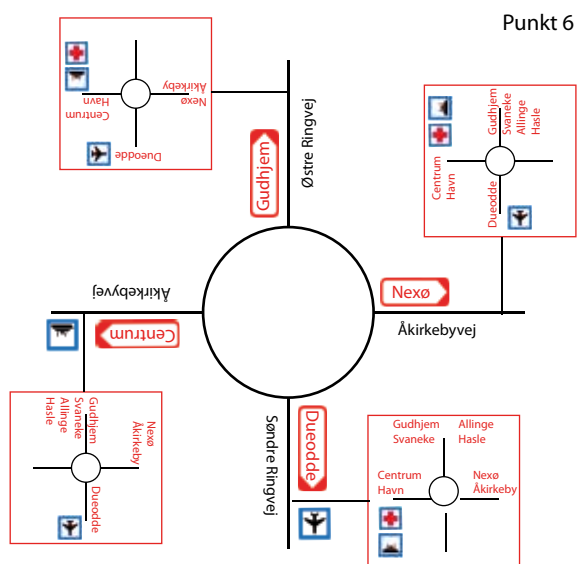 Punkt 6
Nexø
Åkirkeby
Centrum
Havn
Dueodde
Gudhjem
Østre Ringvej
Gudhjem
Svaneke
Allinge
Hasle
Centrum
Havn
Dueodde
Åkirkebyvej
Centrum
Nexø
Åkirkebyvej
Gudhjem
Svaneke
Allinge
Hasle
Nexø
Åkirkeby
Dueodde
Søndre Ringvej
Dueodde
Gudhjem
Svaneke
Allinge
Hasle
Centrum
Havn
Nexø
Åkirkeby